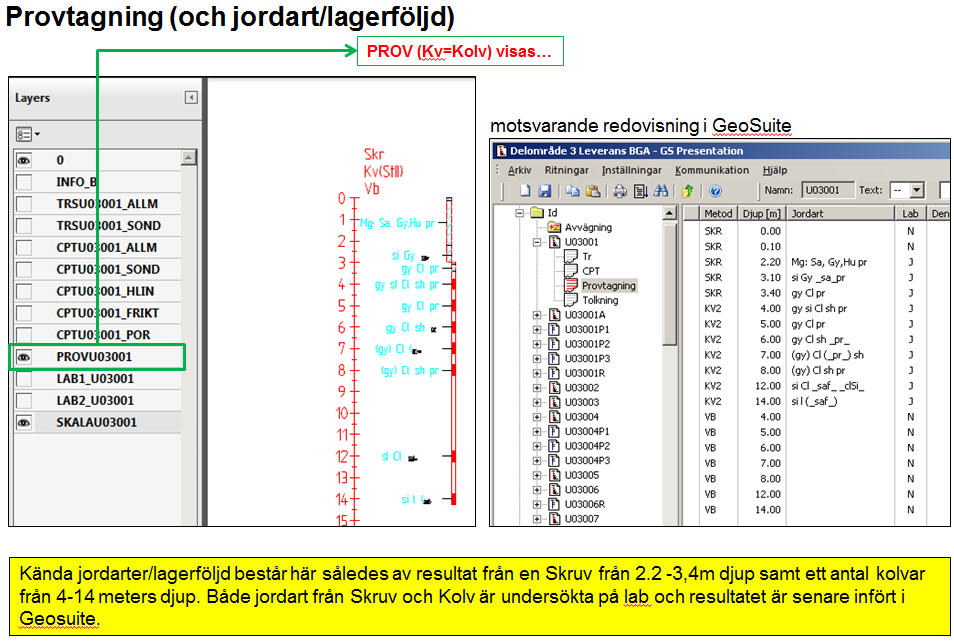 Provtagning (och jordart/lagerföljd)
PROV (Kv=Kolv) visas...
Layers
0
INFO_B
TRSU03001_ALLM
TRSU03001_SOND
CPTU03001_ALLM
CPTU03001_SOND
CPTU03001_HLIN
CPTU03001_FRIKT
CPTU03001_POR
PROVU03001
LAB1_U03001
LAB2_U03001
SKALAU03001
Skr
Kv(StII)
Vb
0
1 Mg: Sa, Gy,Hu pr
2
si Gy
3 gy Cl pr
4 gy si Cl sh pr
5 gy Cl pr
6 gy Cl sh
7 (gy) Cl (
8 (gy) Cl sh pr
9
10
11
12 si Cl
13
14 si l (
15
motsvarande redovisning i GeoSuite
Delområde 3 Leverans BGA - GS Presentation
Arkiv Ritningar Inställningar Kommunikation Hjälp
Namn: U03001 Text: --
Id
Avvägning
U03001
Tr
CPT
Provtagning
Tolkning
U03001A
U03001P1
U03001P2
U03001P3
U03001R
U03002
U03003
U03004
U03004P1
U03004P2
U03004P3
U03005
U03006
U03006R
U03007
Metod Djup [m] Jordart Lab Den
SKR 0.00 N
SKR 0.10 N
SKR 2.20 Mg: Sa, Gy,Hu pr J
SKR 3.10 si Gy _sa_pr J
SKR 3.40 gy Cl pr J
KV2 4.00 gy si Cl sh pr J
KV2 5.00 gy Cl pr J
KV2 6.00 gy Cl sh _pr_ J
KV2 7.00 (gy) Cl (_pr_) sh J
KV2 8.00 (gy) Cl sh pr J
KV2 12.00 si Cl _saf_ _clSi_ J
KV2 14.00 si l (_saf_) J
VB 4.00 N
VB 5.00 N
VB 6.00 N
VB 7.00 N
VB 8.00 N
VB 12.00 N
VB 14.00 N
Kända jordarter/lagerföljd består här således av resultat från en Skruv från 2.2 -3,4m djup samt ett antal kolvar
från 4-14 meters djup. Både jordart från Skruv och Kolv är undersökta på lab och resultatet är senare infört i
Geosuite.